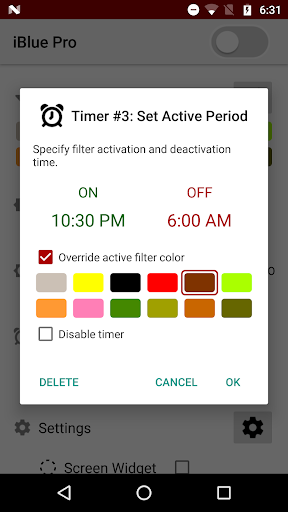 6:31
iBlue Pro
Timer #3: Set Active Period
Specify filter activation and deactivation
time.
ON OFF
10:30 PM 6:00 AM
Override active filter color
Disable timer
DELETE CANCEL OK
Settings
Screen Widget